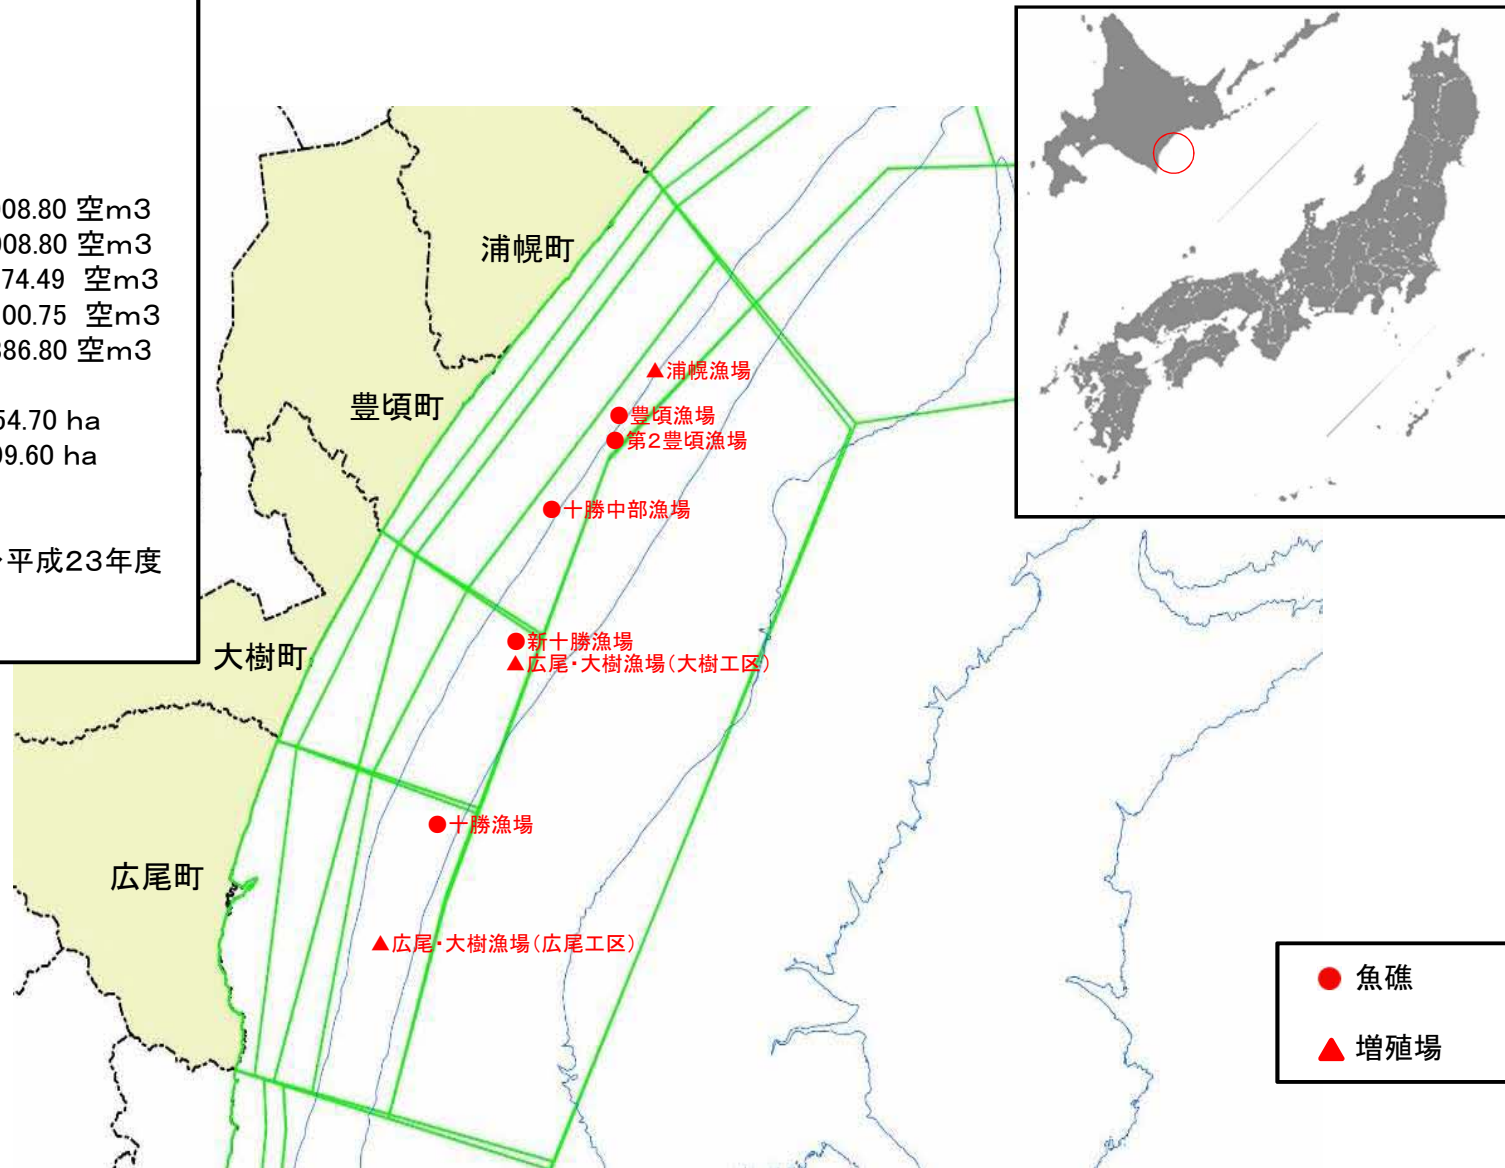 08.80 空m3
008.80 空m3
74.49 空m3
00.75 空m3
886.80 空m3
54.70 ha
09.60 ha
平成23年度
浦幌町
豊頃町
大樹町
広尾町
▲浦幌漁場
●豊頃漁場
●第2豊頃漁場
●十勝中部漁場
●新十勝漁場
▲広尾・大樹漁場(大樹工区)
●十勝漁場
▲広尾・大樹漁場(広尾工区)
● 魚礁
▲ 増殖場